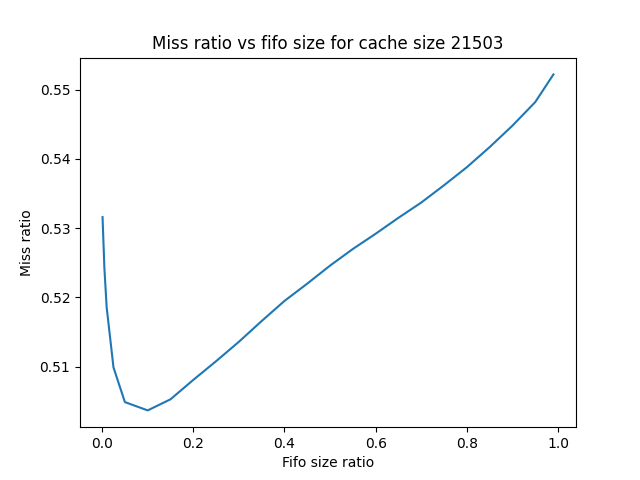 Miss ratio vs fifo size for cache size 21503
0.55
0.54
0.53
0.52
0.51
Miss ratio
0.0 0.2 0.4 0.6 0.8 1.0
Fifo size ratio